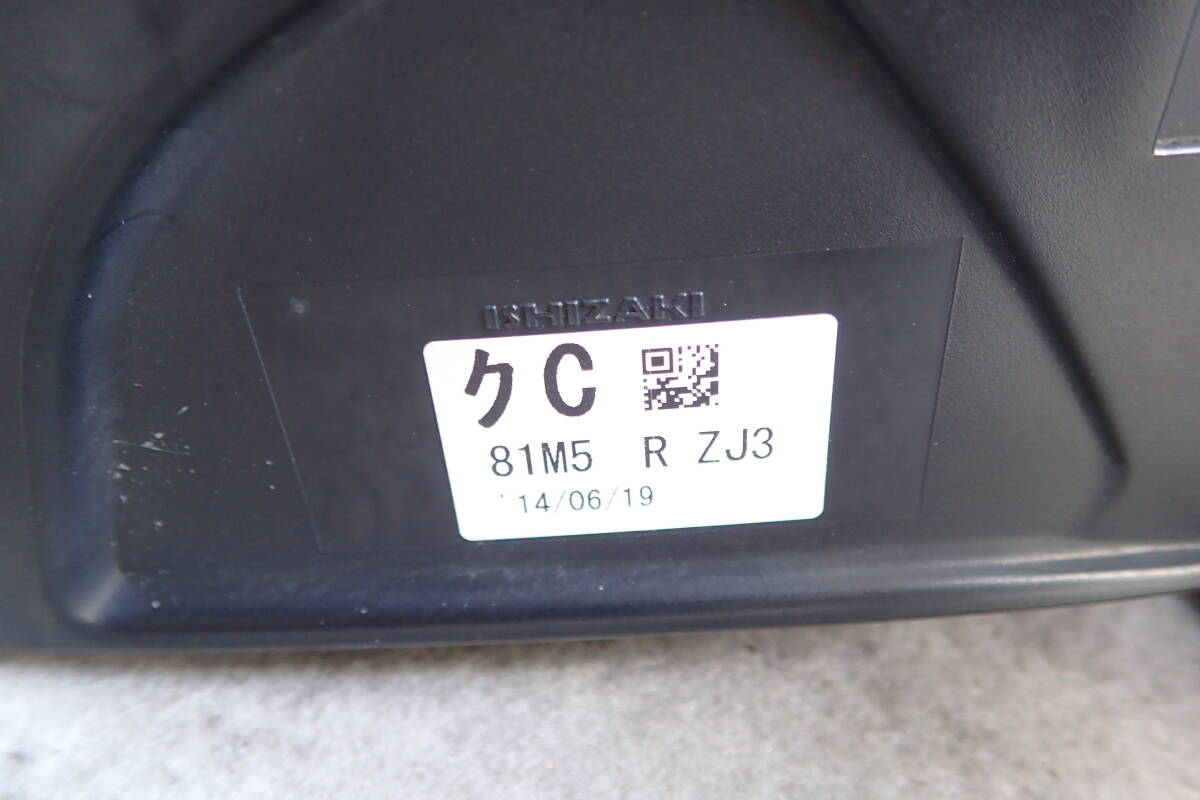 ISHIZAKI
クC
81M5 R ZJ3
'14/06/19